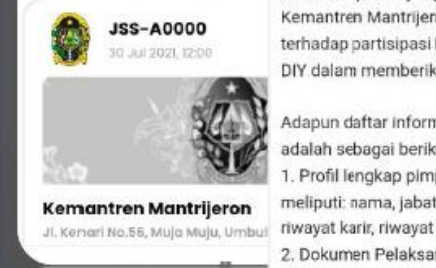 JSS-A0000
30 Jul 2021, 12:00
Kemantren Mantrijeron
Jl. Kenari No.56, Muja Muju, Umbul
Kemantren Mantrijer
terhadap partisipasi
DIY dalam memberik
Adapun daftar inform
adalah sebagai berik
1. Profil lengkap pim
meliputi: nama, jabat
riwayat karir, riwayat
2. Dokumen Pelaksa